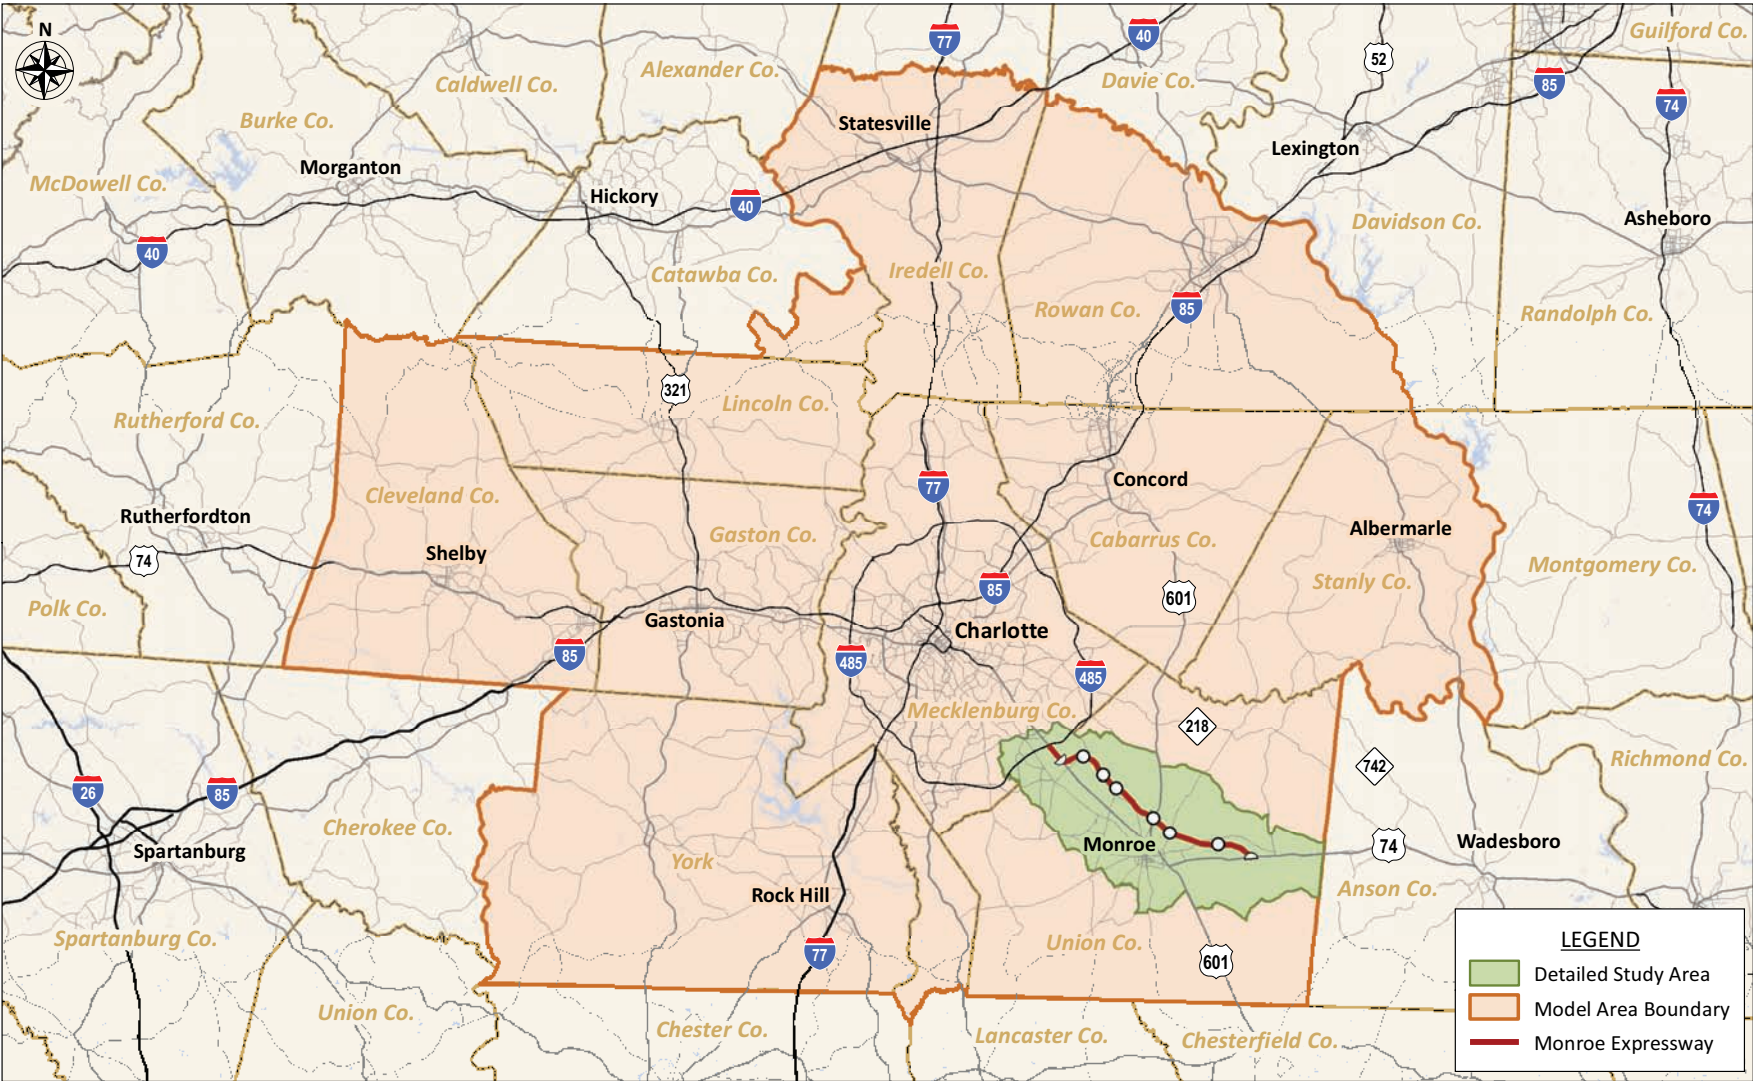 N
77
40
Guilford Co.
52
Alexander Co.
Davie Co.
Caldwell Co.
85
74
Burke Co.
Statesville
Lexington
Morganton
McDowell Co.
Hickory
40
Asheboro
Davidson Co.
40
Catawba Co.
Iredell Co.
Rowan Co.
85
Randolph Co.
321
Lincoln Co.
Rutherford Co.
77
Concord
Cleveland Co.
74
Rutherfordton
Albermarle
Gaston Co.
Cabarrus Co.
Shelby
74
Montgomery Co.
85
Stanly Co.
601
Polk Co.
Gastonia
Charlotte
85
485
485
Mecklenburg Co.
218
Richmond Co.
742
26
85
Cherokee Co.
Monroe
74
Wadesboro
Spartanburg
York
Anson Co.
Rock Hill
Spartanburg Co.
Union Co.
77
601
Union Co.
Chester Co.
Lancaster Co.
Chesterfield Co.
LEGEND
Detailed Study Area
Model Area Boundary
Monroe Expressway